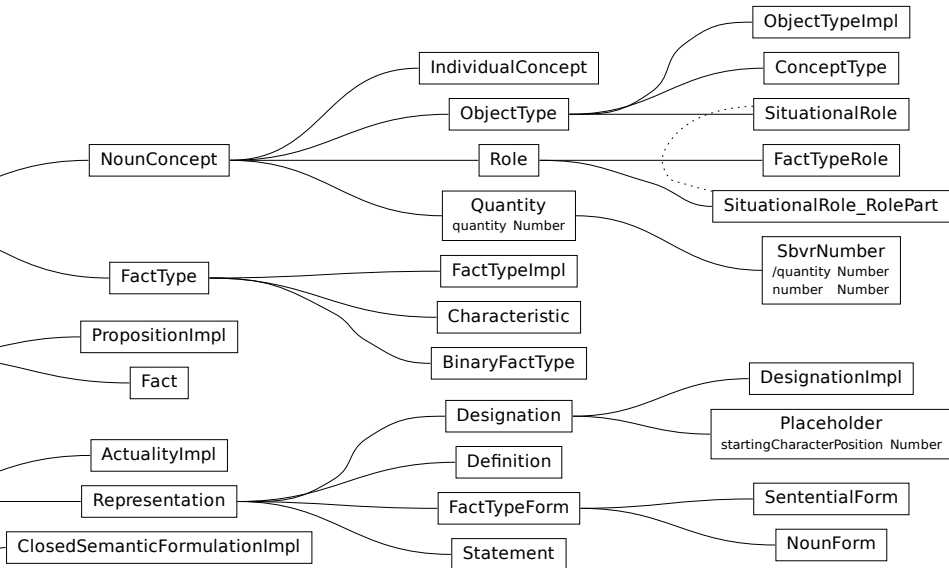 ObjectTypeImpl
IndividualConcept
ConceptType
ObjectType
SituationalRole
NounConcept
Role
FactTypeRole
Quantity
quantity Number
SituationalRole_RolePart
SbvrNumber
/quantity Number
number Number
FactType
FactTypeImpl
Characteristic
PropositionImpl
BinaryFactType
Fact
DesignationImpl
Designation
Placeholder
startingCharacterPosition Number
ActualityImpl
Definition
Representation
FactTypeForm
SententialForm
ClosedSemanticFormulationImpl
Statement
NounForm